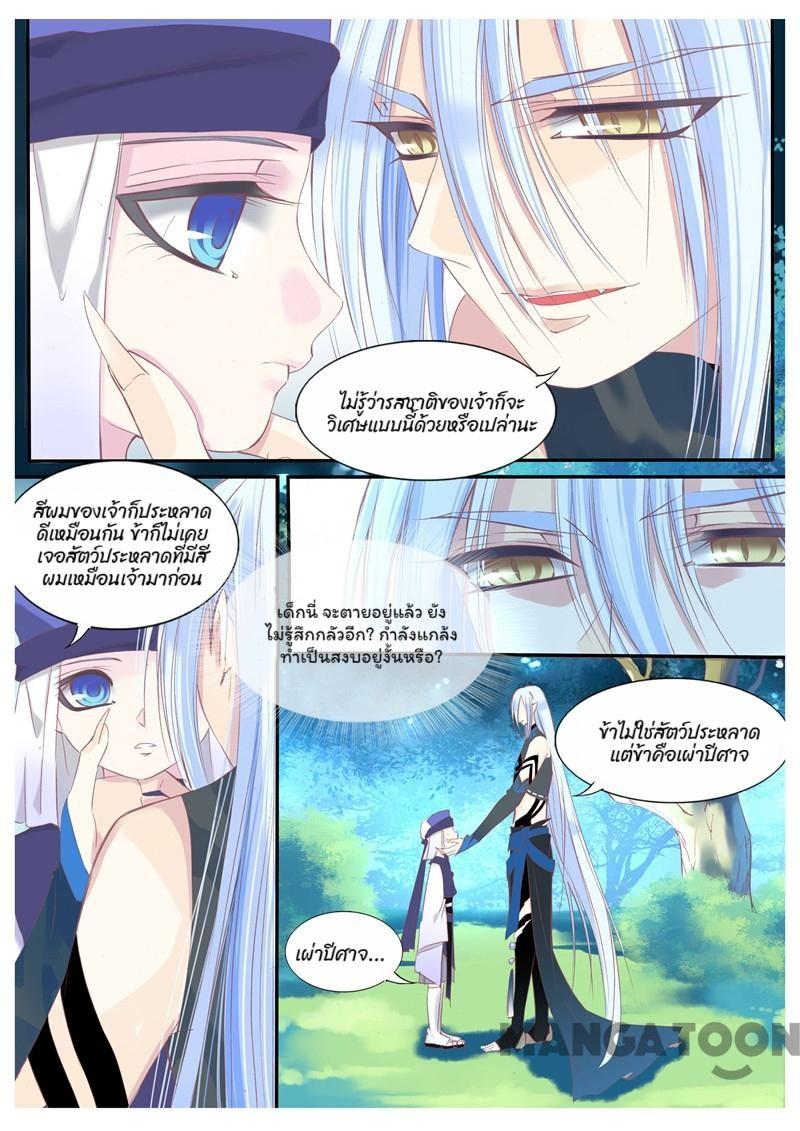 ไม่รู้ว่ารสชาติของเจ้าก็จะ
วิเศษแบบนี้ด้วยหรือเปล่านะ
สีผมของเจ้าก็ประหลาด
ดีเหมือนกัน ข้าก็ไม่เคย
เจอสัตว์ประหลาดที่มีสี
ผมเหมือนเจ้ามาก่อน
เด็กนี่ จะตายอยู่แล้ว ยัง
ไม่รู้สึกกลัวอีก? กำลังแกล้ง
ทำเป็นสงบอยู่งั้นหรือ?
ข้าไม่ใช่สัตว์ประหลาด
แต่ข้าคือเผ่าปีศาจ
เผ่าปีศาจ...
MANGATOON